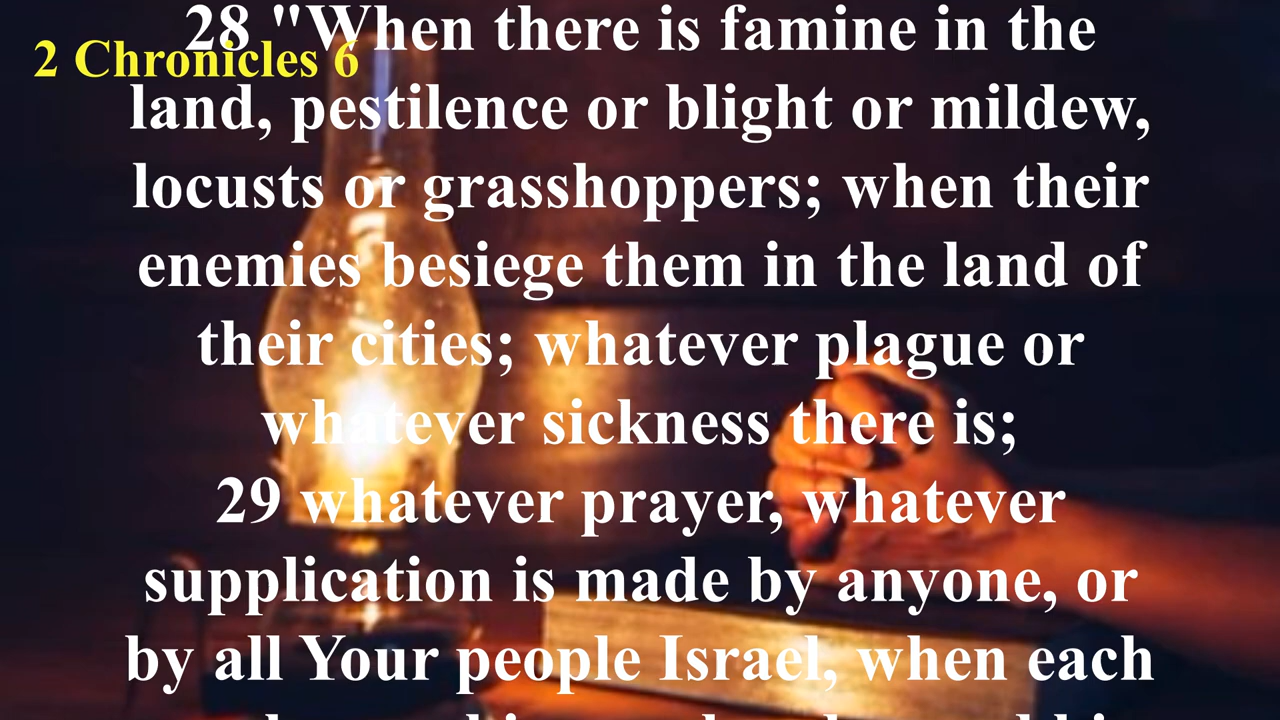 2 Chronicles 6
28 "When there is famine in the
land, pestilence or blight or mildew,
locusts or grasshoppers; when their
enemies besiege them in the land of
their cities; whatever plague or
whatever sickness there is;
29 whatever prayer, whatever
supplication is made by anyone, or
by all Your people Israel, when each